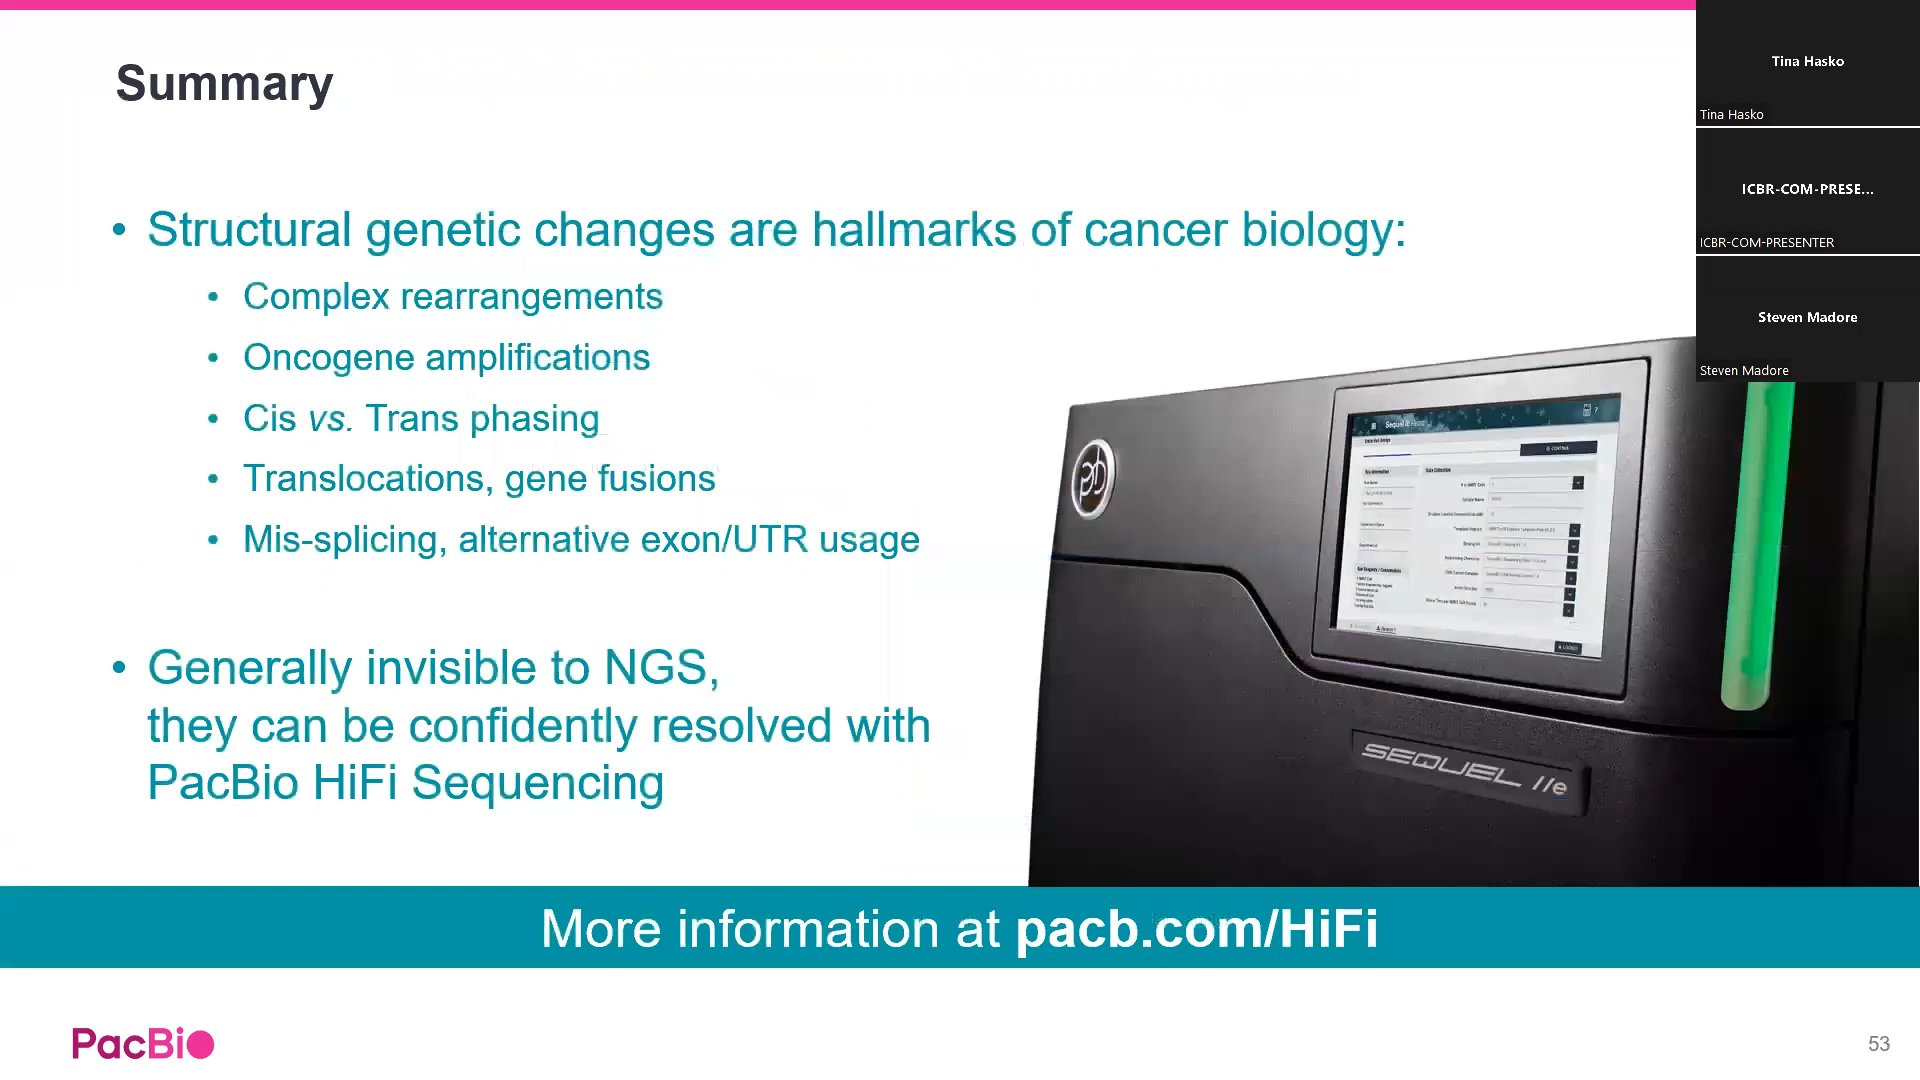 Summary
• Structural genetic changes are hallmarks of cancer biology:
• Complex rearrangements
• Oncogene amplifications
• Cis vs. Trans phasing
• Translocations, gene fusions
• Mis-splicing, alternative exon/UTR usage
• Generally invisible to NGS,
they can be confidently resolved with
PacBio HiFi Sequencing
SEQUEL IIe
More information at pacb.com/HiFi
PacBio
53
Tina Hasko
Tina Hasko
ICBR-COM-PRESE...
ICBR-COM-PRESENTER
Steven Madore
Steven Madore